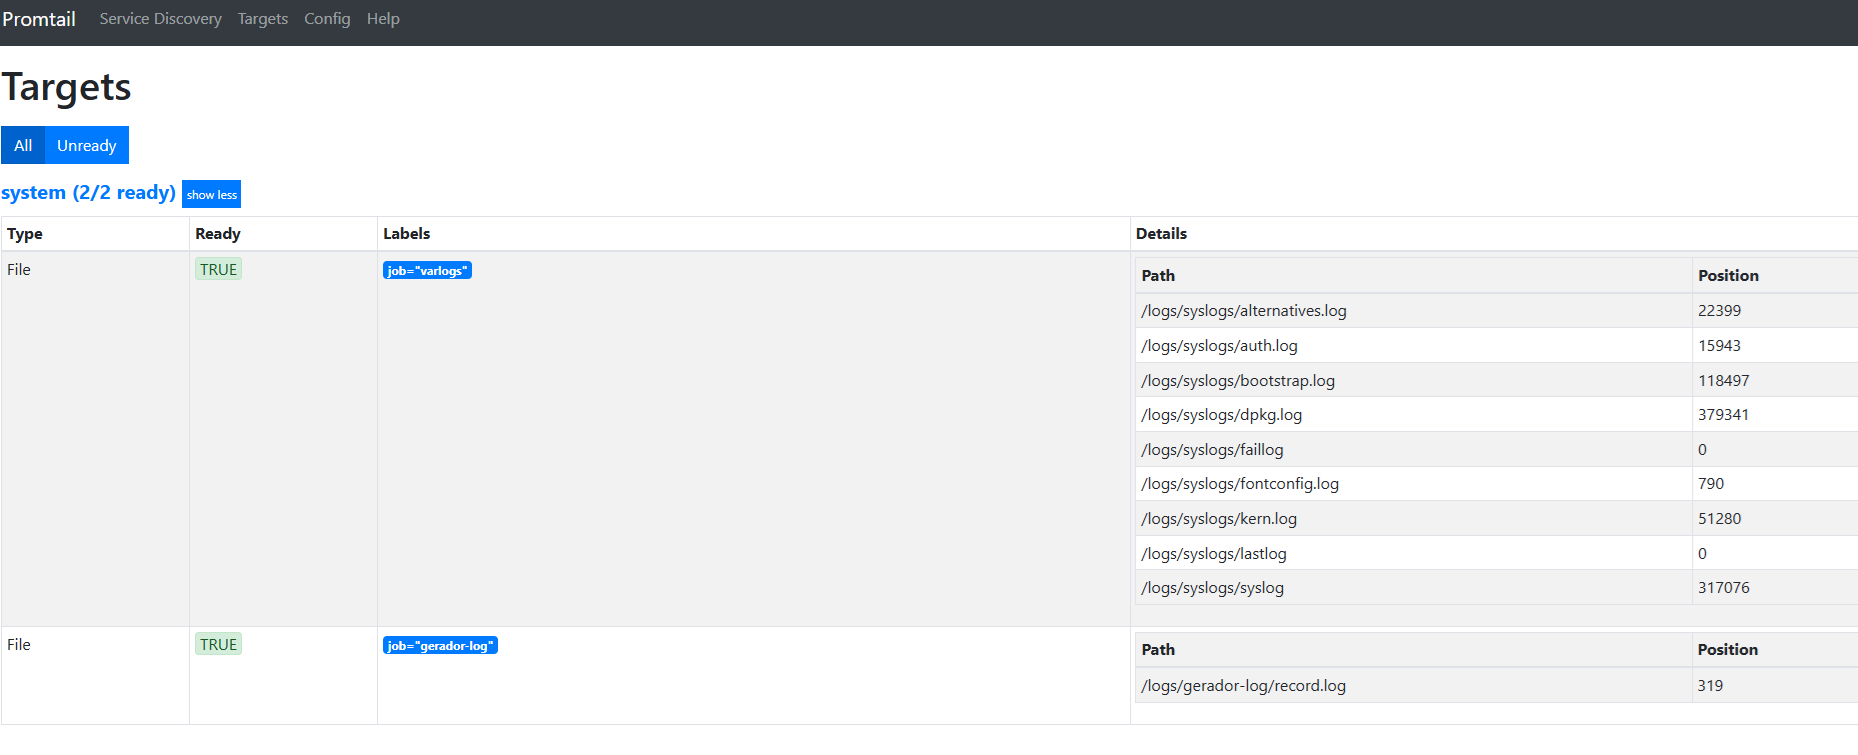 Promtail Service Discovery Targets Config Help
Targets
All Unready
system (2/2 ready) show less
Type Ready Labels Details
File TRUE job="varlogs"
Path Position
/logs/syslogs/alternatives.log 22399
/logs/syslogs/auth.log 15943
/logs/syslogs/bootstrap.log 118497
/logs/syslogs/dpkg.log 379341
/logs/syslogs/faillog 0
/logs/syslogs/fontconfig.log 790
/logs/syslogs/kern.log 51280
/logs/syslogs/lastlog 0
/logs/syslogs/syslog 317076
File TRUE job="gerador-log"
Path Position
/logs/gerador-log/record.log 319